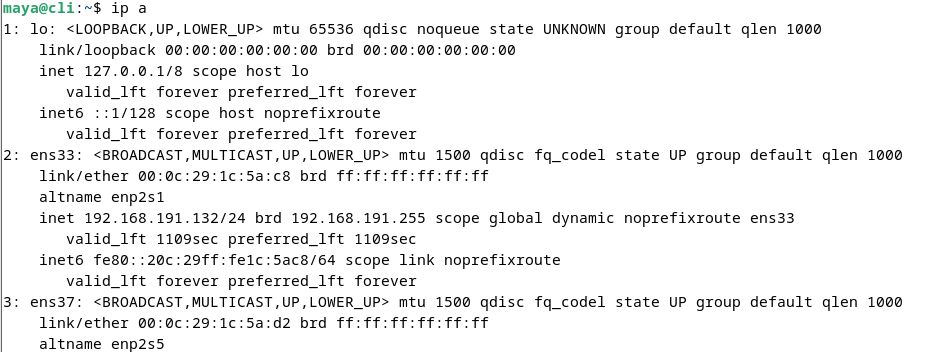 maya@cli:~$ ip a
1: lo: <LOOPBACK,UP,LOWER_UP> mtu 65536 qdisc noqueue state UNKNOWN group default qlen 1000
link/loopback 00:00:00:00:00:00 brd 00:00:00:00:00:00
inet 127.0.0.1/8 scope host lo
valid_lft forever preferred_lft forever
inet6 ::1/128 scope host noprefixroute
valid_lft forever preferred_lft forever
2: ens33: <BROADCAST,MULTICAST,UP,LOWER_UP> mtu 1500 qdisc fq_codel state UP group default qlen 1000
link/ether 00:0c:29:1c:5a:c8 brd ff:ff:ff:ff:ff:ff
altname enp2s1
inet 192.168.191.132/24 brd 192.168.191.255 scope global dynamic noprefixroute ens33
valid_lft 1109sec preferred_lft 1109sec
inet6 fe80::20c:29ff:fe1c:5ac8/64 scope link noprefixroute
valid_lft forever preferred_lft forever
3: ens37: <BROADCAST,MULTICAST,UP,LOWER_UP> mtu 1500 qdisc fq_codel state UP group default qlen 1000
link/ether 00:0c:29:1c:5a:d2 brd ff:ff:ff:ff:ff:ff
altname enp2s5